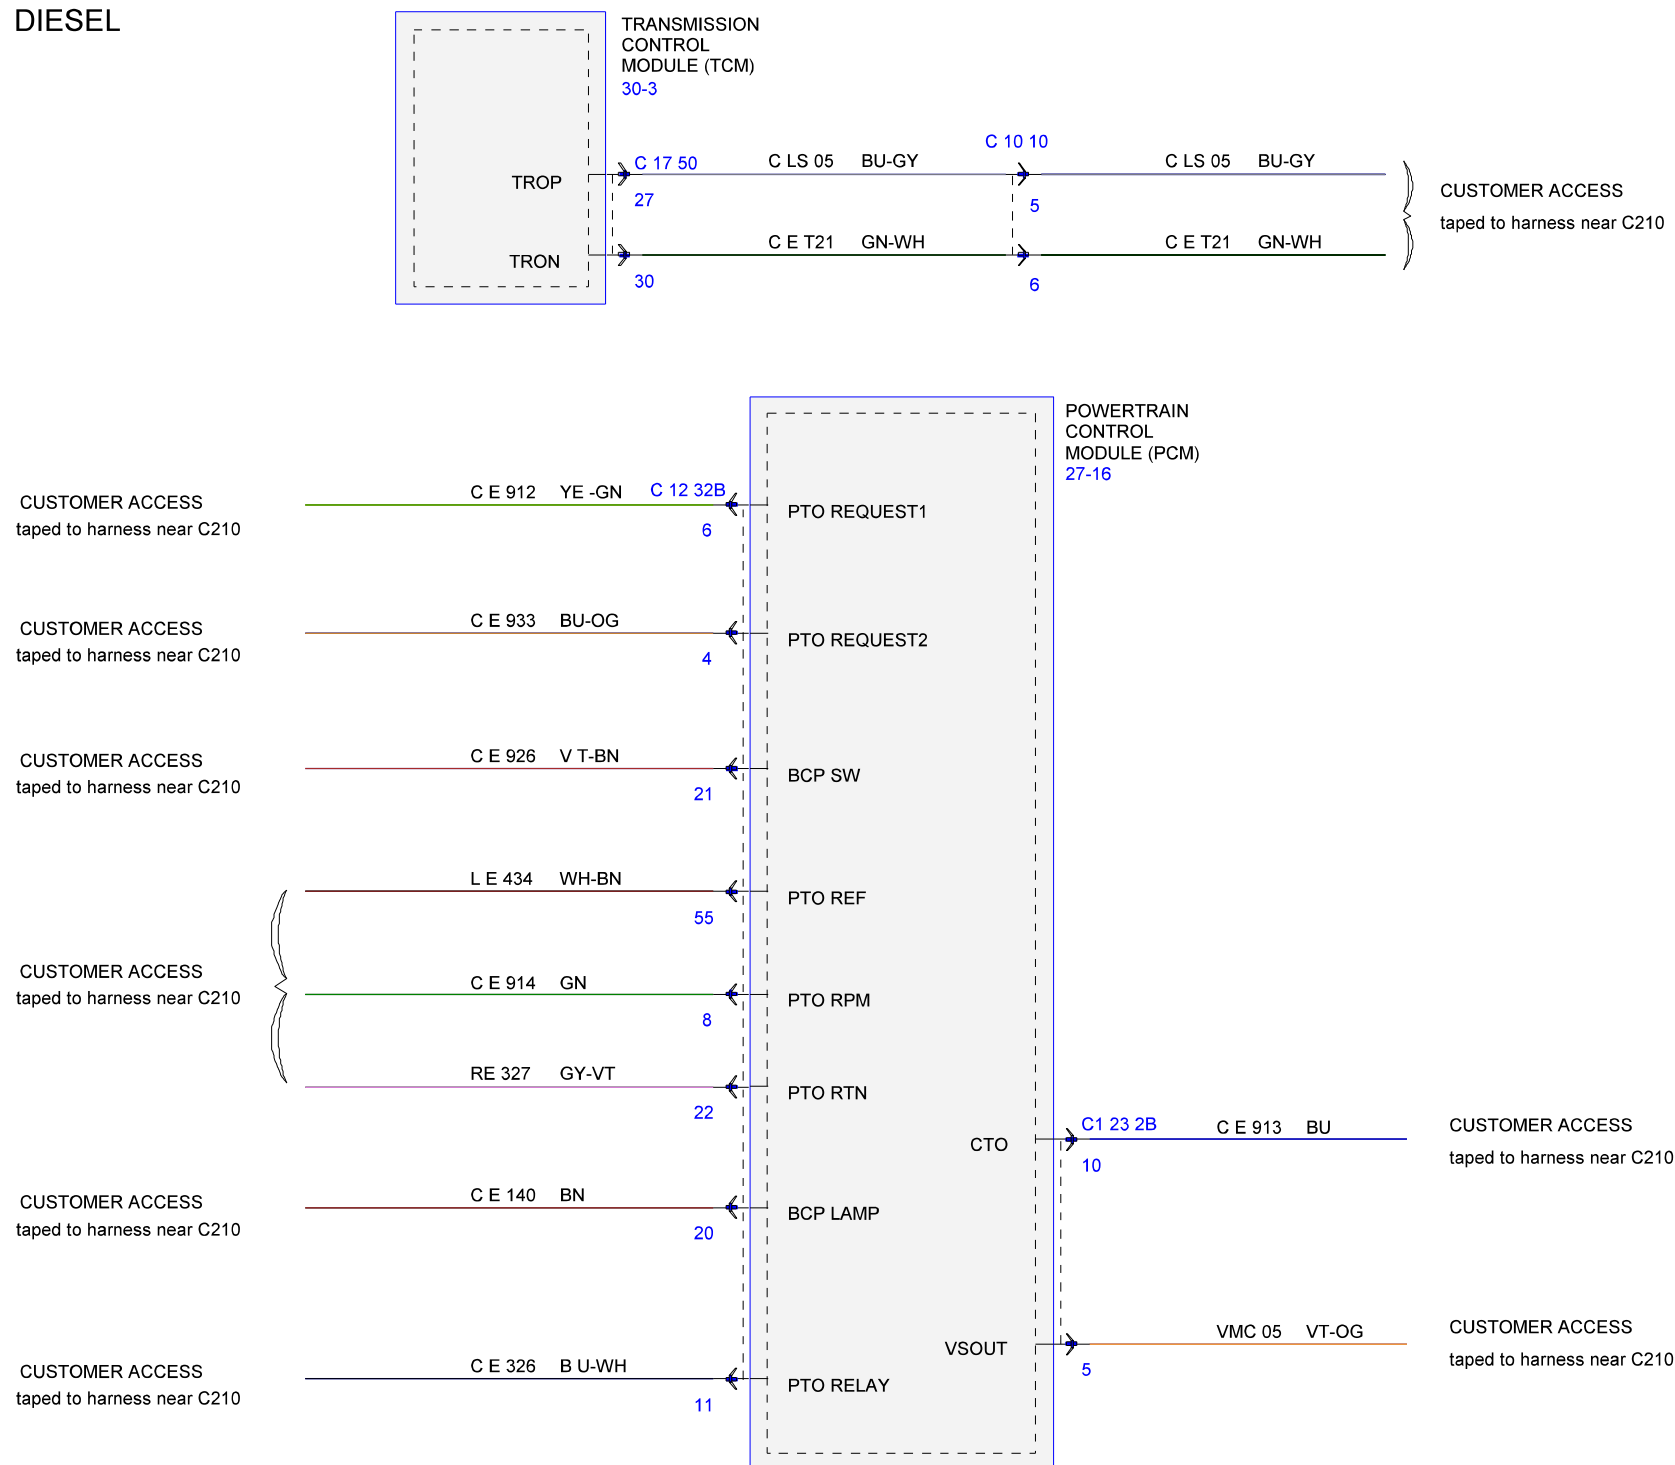 DIESEL
TRANSMISSION
CONTROL
MODULE (TCM)
30-3
C 10 10
C 17 50
C LS 05 BU-GY
C LS 05 BU-GY
TROP
27
5
CUSTOMER ACCESS
taped to harness near C210
C E T21 GN-WH
C E T21 GN-WH
TRON
30
6
POWERTRAIN
CONTROL
MODULE (PCM)
27-16
CUSTOMER ACCESS
taped to harness near C210
C E 912 YE -GN
C 12 32B
6
PTO REQUEST1
CUSTOMER ACCESS
taped to harness near C210
C E 933 BU-OG
4
PTO REQUEST2
CUSTOMER ACCESS
taped to harness near C210
C E 926 V T-BN
21
BCP SW
L E 434 WH-BN
55
PTO REF
CUSTOMER ACCESS
taped to harness near C210
C E 914 GN
8
PTO RPM
RE 327 GY-VT
22
PTO RTN
CTO
C1 23 2B
10
C E 913 BU
CUSTOMER ACCESS
taped to harness near C210
CUSTOMER ACCESS
taped to harness near C210
C E 140 BN
20
BCP LAMP
VSOUT
5
VMC 05 VT-OG
CUSTOMER ACCESS
taped to harness near C210
CUSTOMER ACCESS
taped to harness near C210
C E 326 B U-WH
11
PTO RELAY